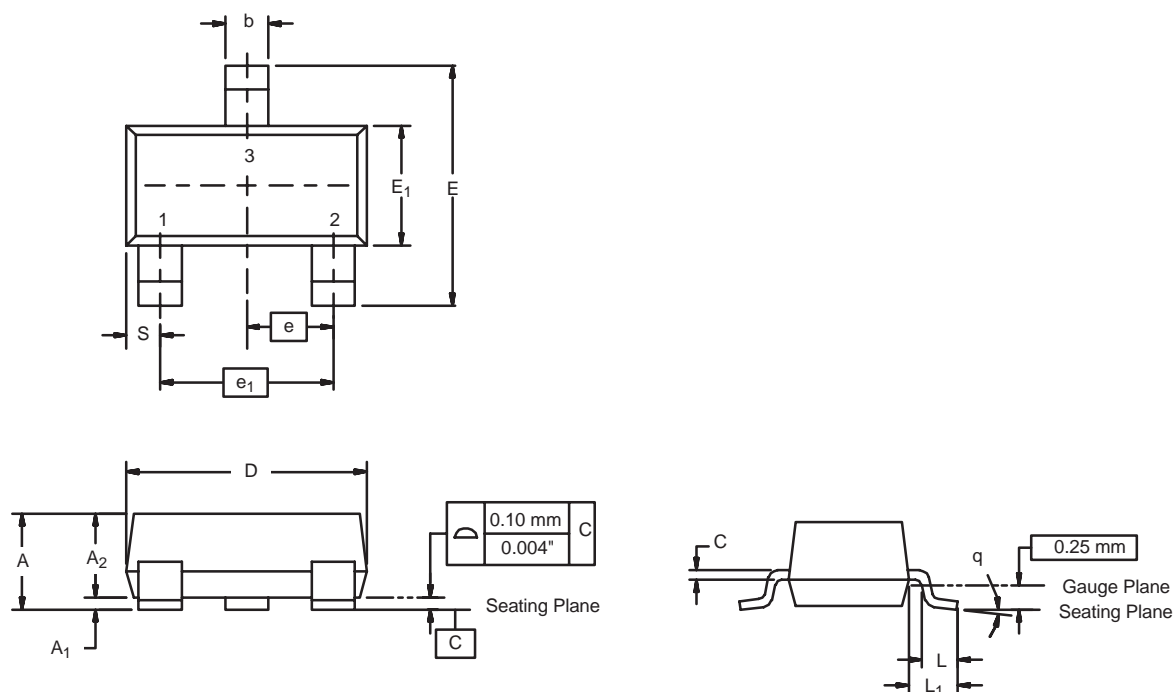 b
3
E₁
E
1
2
S
e
e₁
D
0.10 mm
C
0.004"
A
A₂
Seating Plane
A₁
C
C
q
0.25 mm
Gauge Plane
Seating Plane
L
L₁